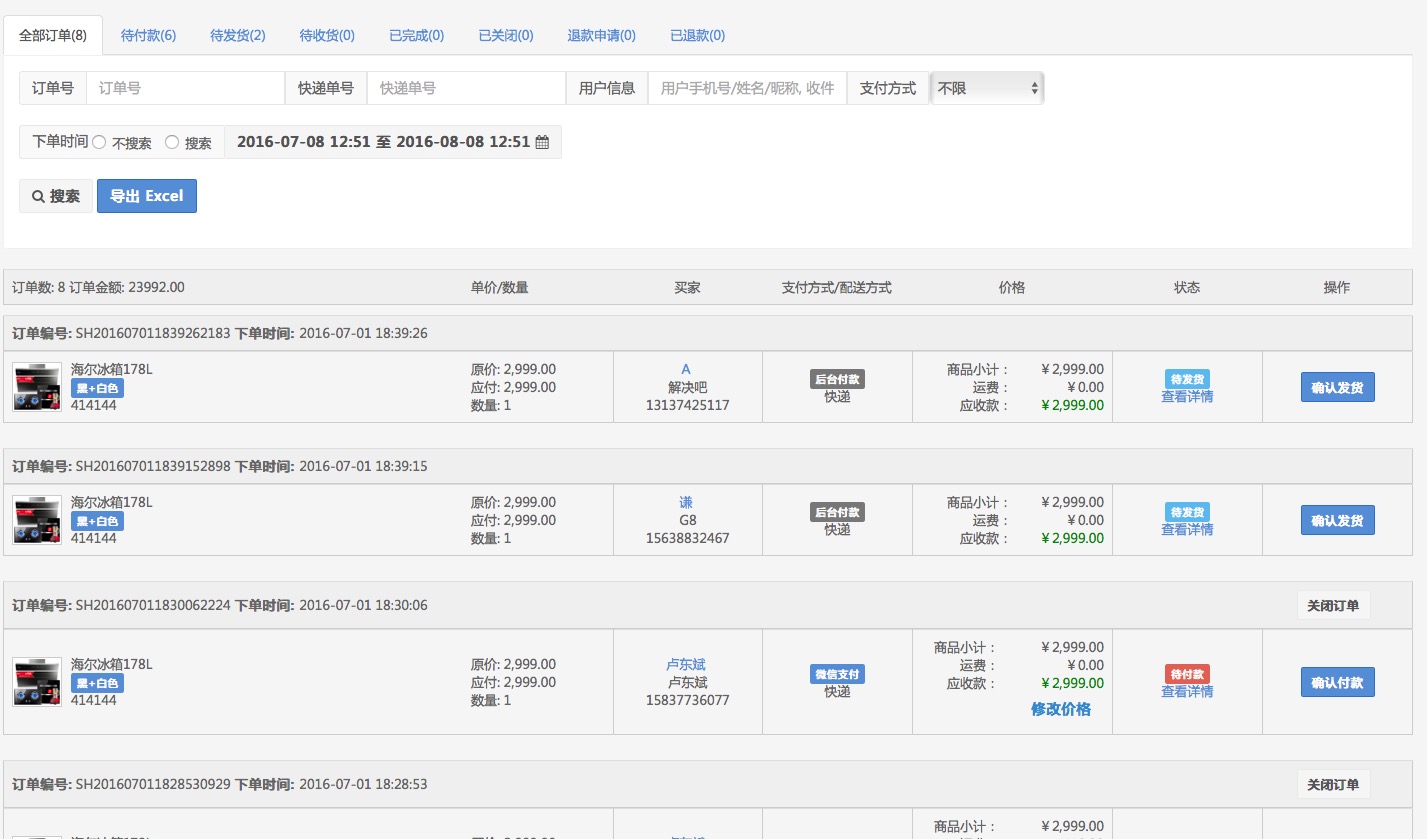 全部订单(8) 待付款(6) 待发货(2) 待收货(0) 已完成(0) 已关闭(0) 退款申请(0) 已退款(0)
订单号 订单号 快递单号 快递单号 用户信息 用户手机号/姓名/昵称, 收件 支付方式 不限
下单时间 不搜索 搜索 2016-07-08 12:51 至 2016-08-08 12:51
搜索 导出 Excel
订单数: 8 订单金额: 23992.00 单价/数量 买家 支付方式/配送方式 价格 状态 操作
订单编号: SH201607011839262183 下单时间: 2016-07-01 18:39:26
海尔冰箱178L 原价: 2,999.00 A 商品小计： ￥2,999.00
黑+白色 应付: 2,999.00 解决吧 后台付款 运费： ￥0.00 待发货 确认发货
414144 数量: 1 13137425117 快递 应收款： ￥2,999.00 查看详情
订单编号: SH201607011839152898 下单时间: 2016-07-01 18:39:15
海尔冰箱178L 原价: 2,999.00 谦 商品小计： ￥2,999.00
黑+白色 应付: 2,999.00 G8 后台付款 运费： ￥0.00 待发货 确认发货
414144 数量: 1 15638832467 快递 应收款： ￥2,999.00 查看详情
订单编号: SH201607011830062224 下单时间: 2016-07-01 18:30:06 关闭订单
商品小计： ￥2,999.00
海尔冰箱178L 原价: 2,999.00 卢东斌 微信支付 运费： ￥0.00 待付款
黑+白色 应付: 2,999.00 卢东斌 快递 应收款： ￥2,999.00 查看详情 确认付款
414144 数量: 1 15837736077 修改价格
订单编号: SH201607011828530929 下单时间: 2016-07-01 18:28:53 关闭订单
商品小计： ￥2,999.00